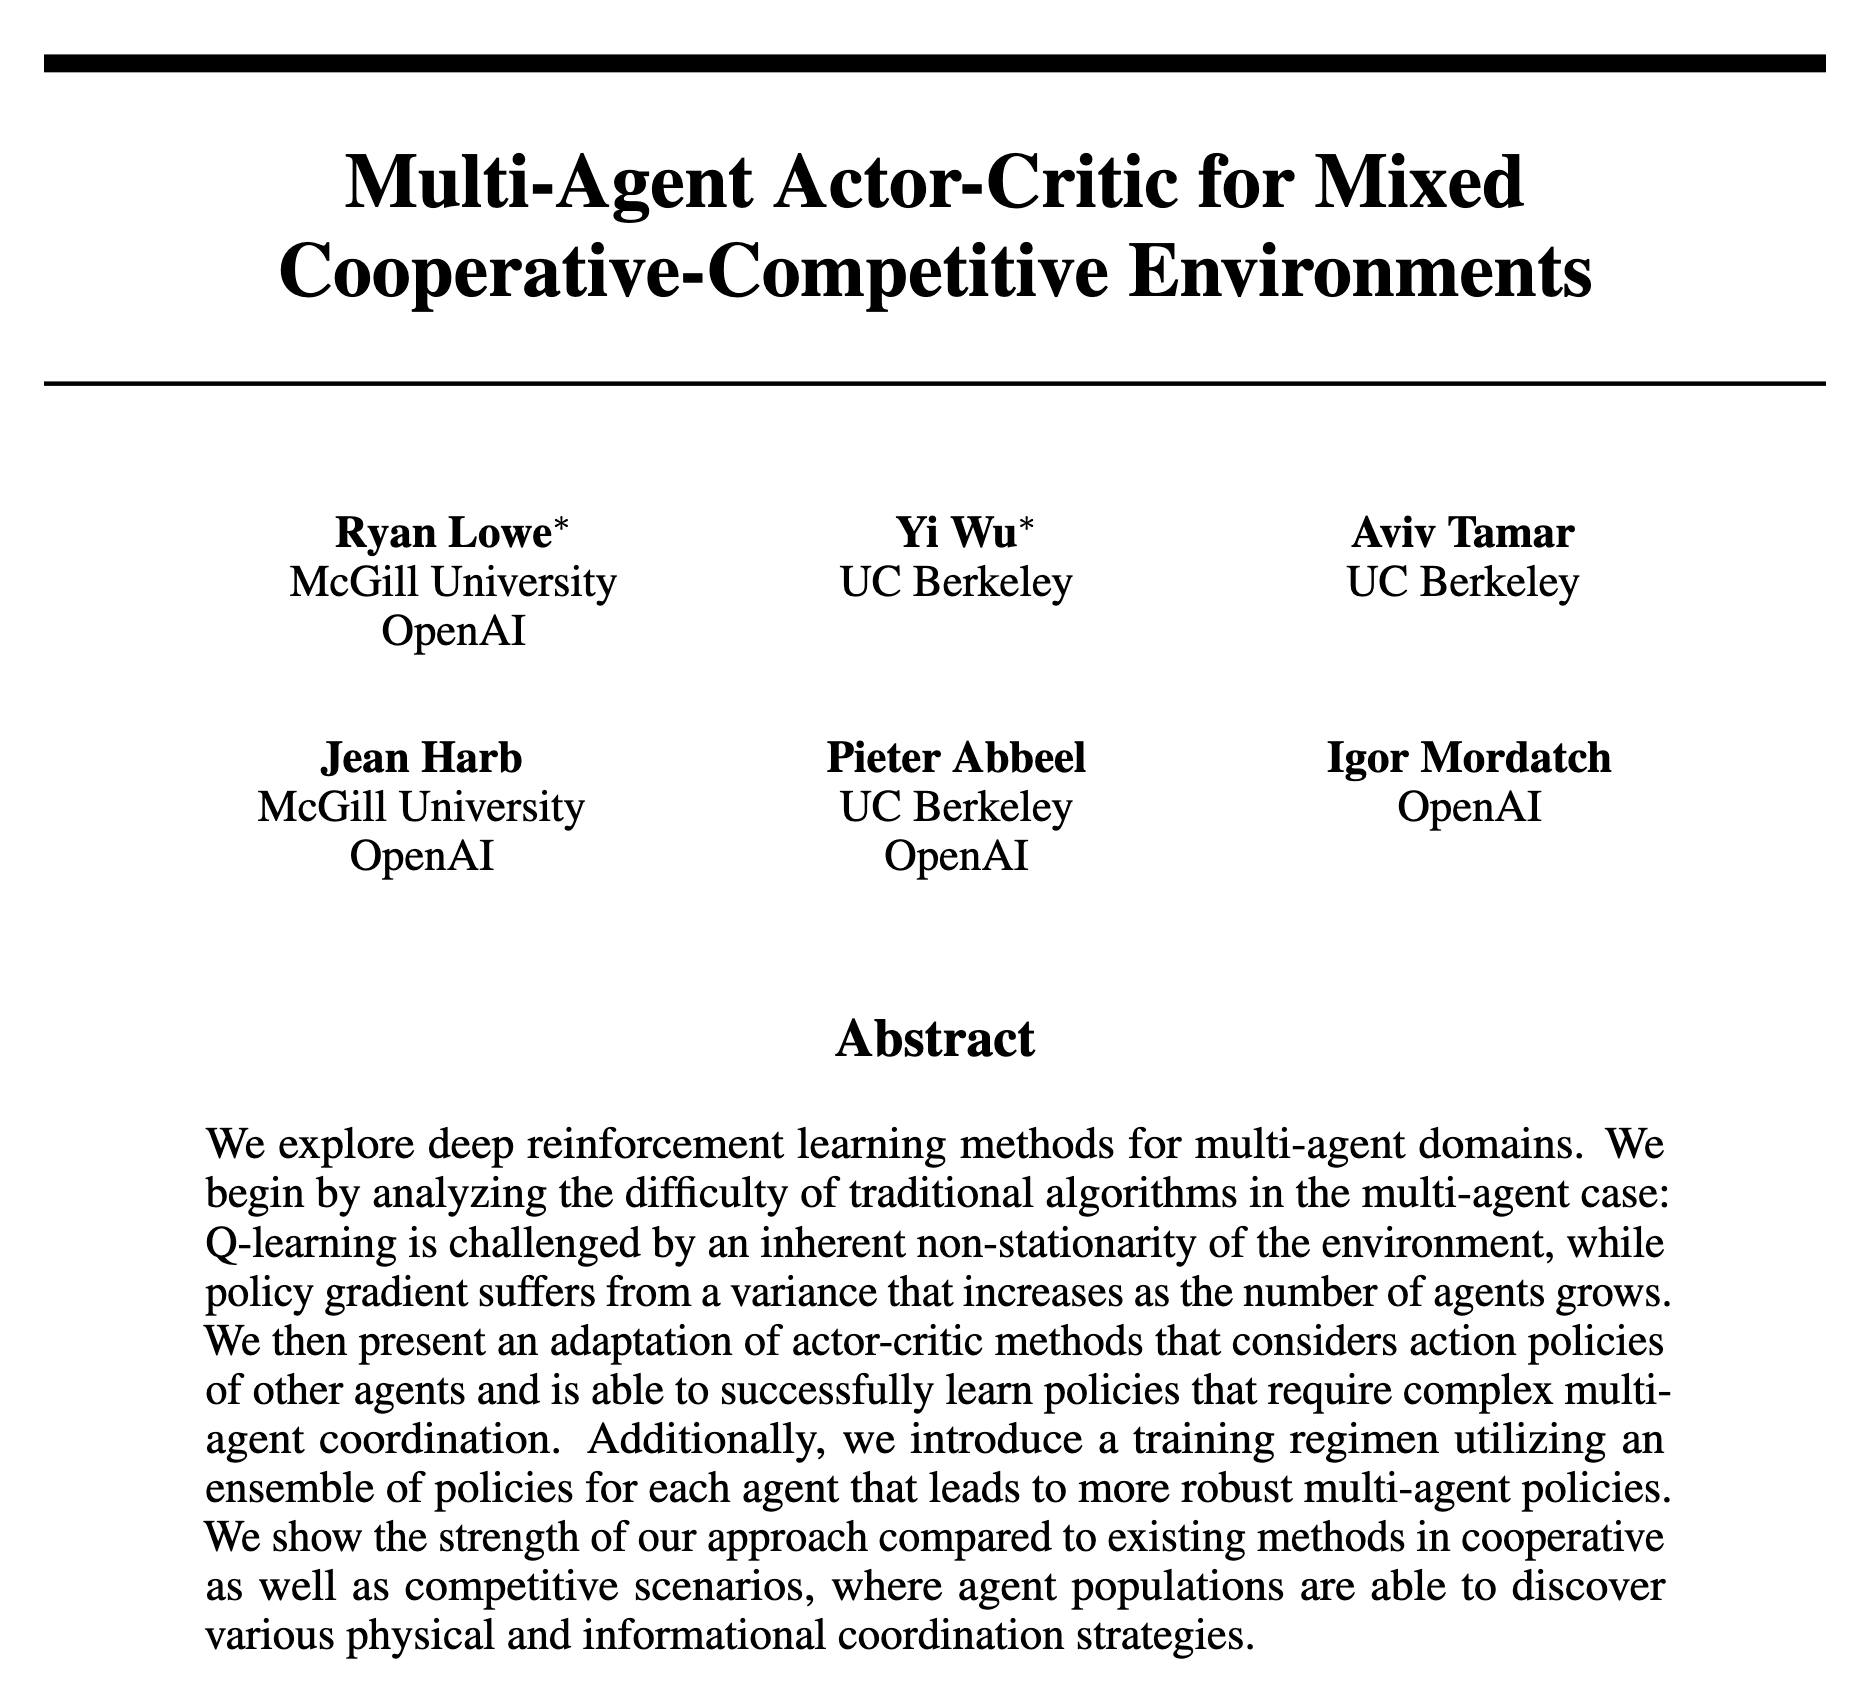 Multi-Agent Actor-Critic for Mixed
Cooperative-Competitive Environments
Ryan Lowe* Yi Wu* Aviv Tamar
McGill University UC Berkeley UC Berkeley
OpenAI
Jean Harb Pieter Abbeel Igor Mordatch
McGill University UC Berkeley OpenAI
OpenAI OpenAI
Abstract
We explore deep reinforcement learning methods for multi-agent domains. We
begin by analyzing the difficulty of traditional algorithms in the multi-agent case:
Q-learning is challenged by an inherent non-stationarity of the environment, while
policy gradient suffers from a variance that increases as the number of agents grows.
We then present an adaptation of actor-critic methods that considers action policies
of other agents and is able to successfully learn policies that require complex multi-
agent coordination. Additionally, we introduce a training regimen utilizing an
ensemble of policies for each agent that leads to more robust multi-agent policies.
We show the strength of our approach compared to existing methods in cooperative
as well as competitive scenarios, where agent populations are able to discover
various physical and informational coordination strategies.